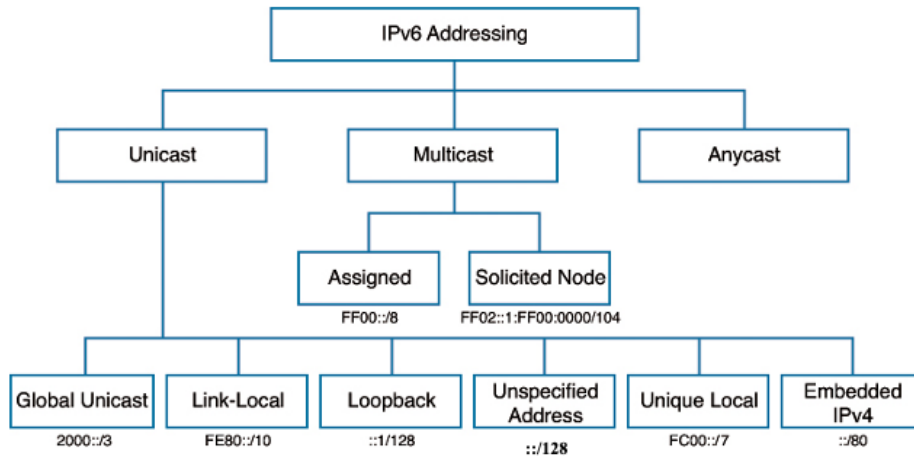 IPv6 Addressing
Unicast
Multicast
Anycast
Assigned
Solicited Node
FF00::/8
FF02::1:FF00:0000/104
Global Unicast
Link-Local
Loopback
Unspecified
Address
Unique Local
Embedded
IPv4
2000::/3
FE80::/10
::1/128
::/128
FC00::/7
::/80